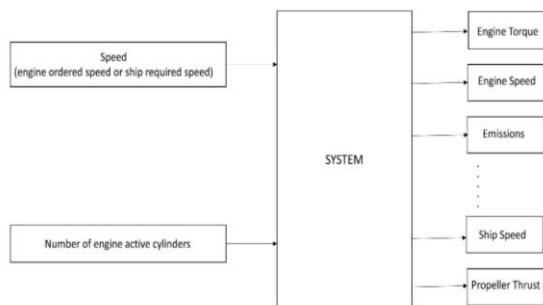 Speed
(engine ordered speed or ship required speed)
Number of engine active cylinders
SYSTEM
Engine Torque
Engine Speed
Emissions
Ship Speed
Propeller Thrust